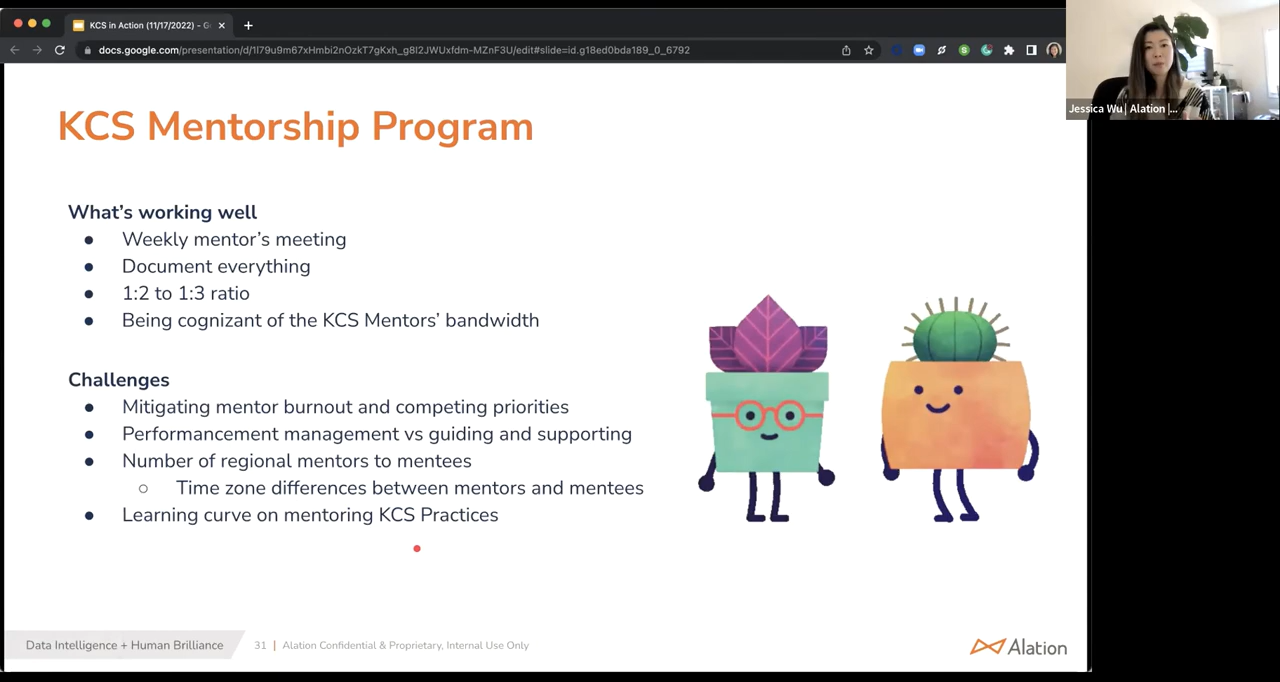 KCS in Action (11/17/2022) - G
docs.google.com/presentation/d/1l79u9m67xHmbi2nOzkT7gKxh_g8I2JWUxfdm-MZnF3U/edit#slide=id.g18ed0bda189_0_6792
Jessica Wu | Alation |...
KCS Mentorship Program
What's working well
● Weekly mentor's meeting
● Document everything
● 1:2 to 1:3 ratio
● Being cognizant of the KCS Mentors' bandwidth
Challenges
● Mitigating mentor burnout and competing priorities
● Performancement management vs guiding and supporting
● Number of regional mentors to mentees
○ Time zone differences between mentors and mentees
● Learning curve on mentoring KCS Practices
Data Intelligence + Human Brilliance
31 | Alation Confidential & Proprietary, Internal Use Only
Alation